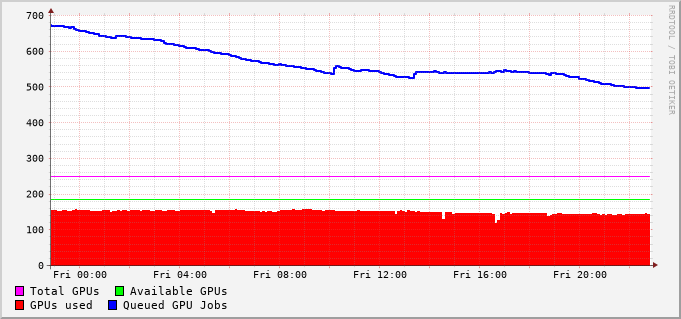 700
600
500
400
300
200
100
0
Fri 00:00 Fri 04:00 Fri 08:00 Fri 12:00 Fri 16:00 Fri 20:00
Total GPUs Available GPUs
GPUs used Queued GPU Jobs
RRDTOOL / TOBI OETIKER